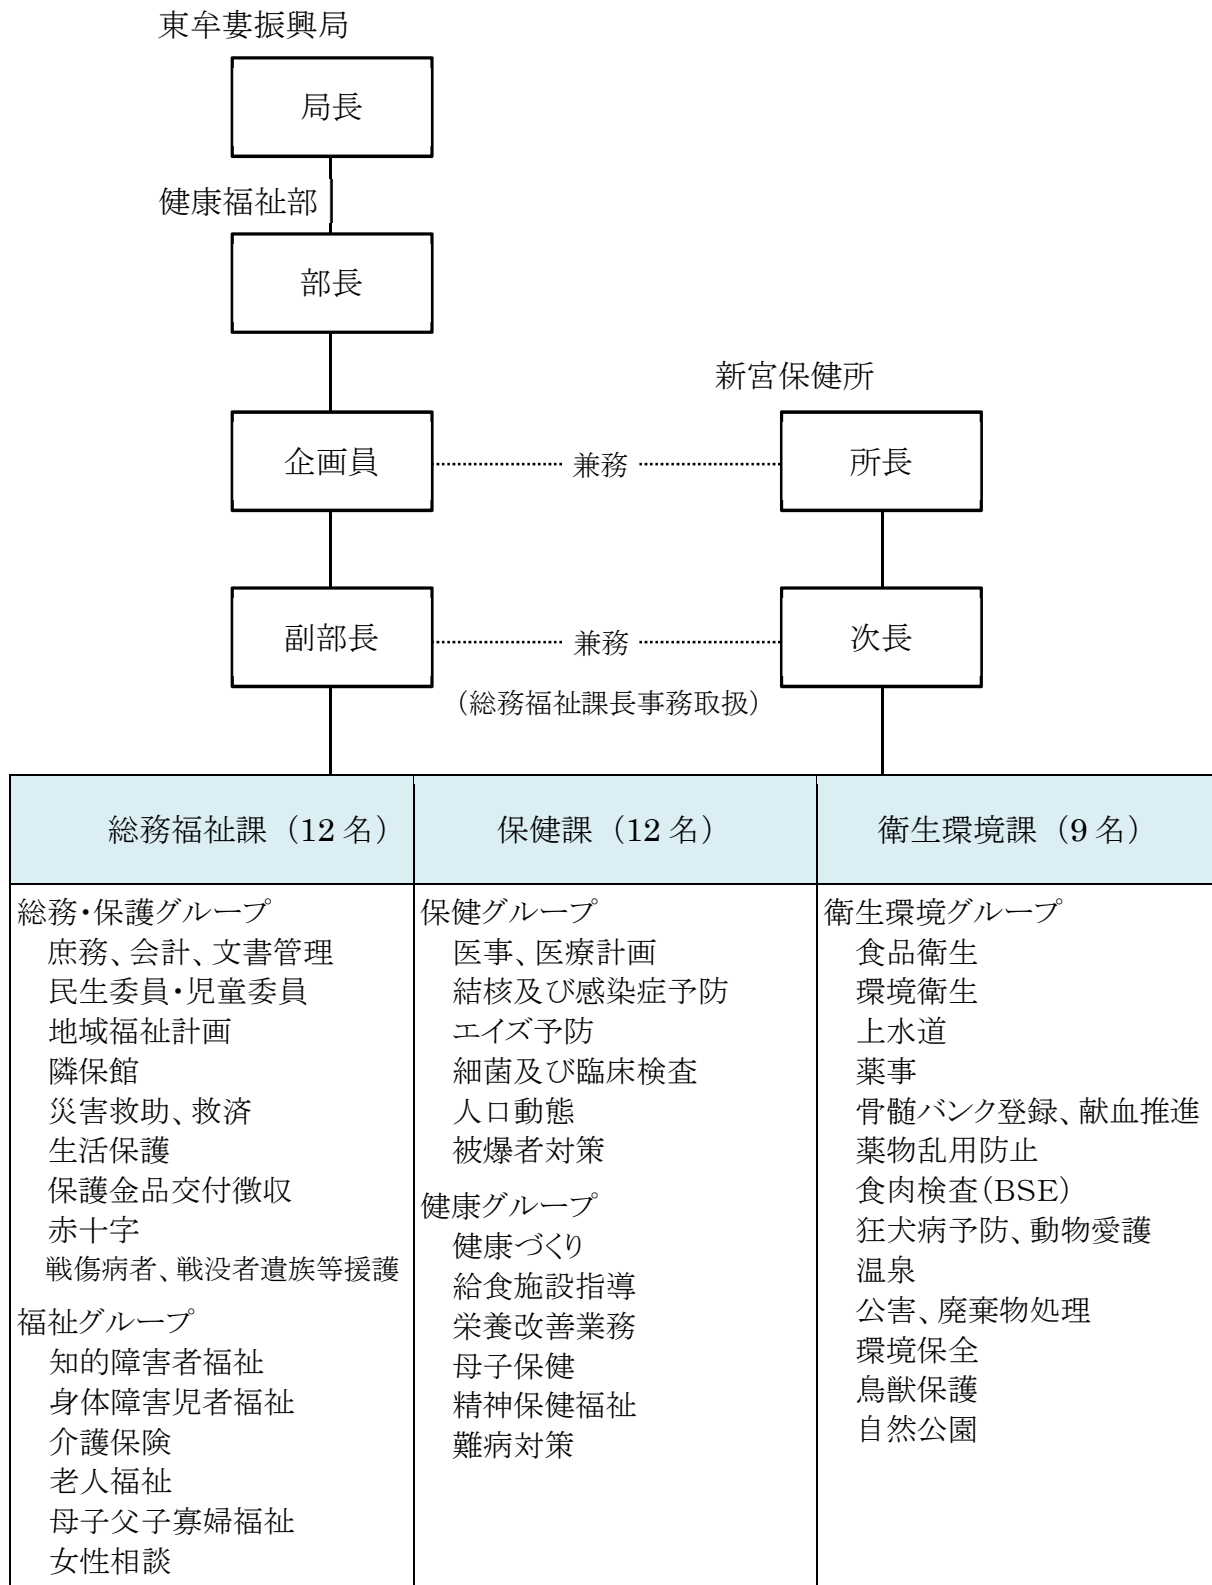 東牟婁振興局
局長
健康福祉部
部長
新宮保健所
企画員 兼務 所長
副部長 兼務 次長
(総務福祉課長事務取扱)
総務福祉課（12名）
総務・保護グループ
庶務、会計、文書管理
民生委員・児童委員
地域福祉計画
隣保館
災害救助、救済
生活保護
保護金品交付徴収
赤十字
戦傷病者、戦没者遺族等援護
福祉グループ
知的障害者福祉
身体障害児者福祉
介護保険
老人福祉
母子父子寡婦福祉
女性相談
保健課（12名）
保健グループ
医事、医療計画
結核及び感染症予防
エイズ予防
細菌及び臨床検査
人口動態
被爆者対策
健康グループ
健康づくり
給食施設指導
栄養改善業務
母子保健
精神保健福祉
難病対策
衛生環境課（9名）
衛生環境グループ
食品衛生
環境衛生
上水道
薬事
骨髄バンク登録、献血推進
薬物乱用防止
食肉検査(BSE)
狂犬病予防、動物愛護
温泉
公害、廃棄物処理
環境保全
鳥獣保護
自然公園